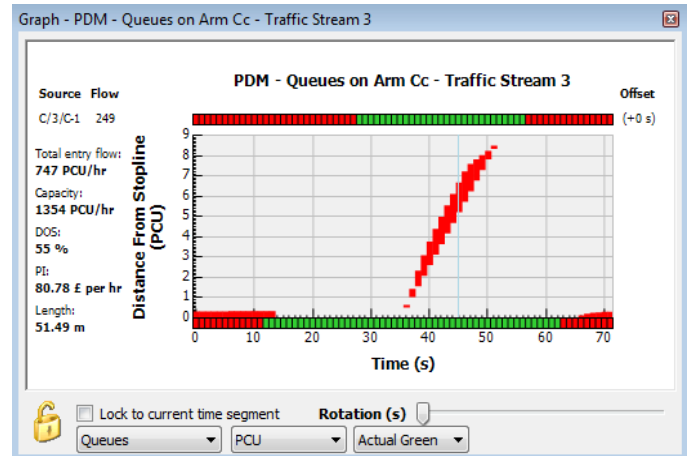 Graph - PDM - Queues on Arm Cc - Traffic Stream 3
PDM - Queues on Arm Cc - Traffic Stream 3
Source Flow
Offset
C/3/C-1 249
(+0 s)
Total entry flow:
747 PCU/hr
Capacity:
1354 PCU/hr
DOS:
55 %
PI:
80.78 £ per hr
Length:
51.49 m
Distance From Stopline
(PCU)
9
8
7
6
5
4
3
2
1
0
0 10 20 30 40 50 60 70
Time (s)
Lock to current time segment Rotation (s)
Queues PCU Actual Green